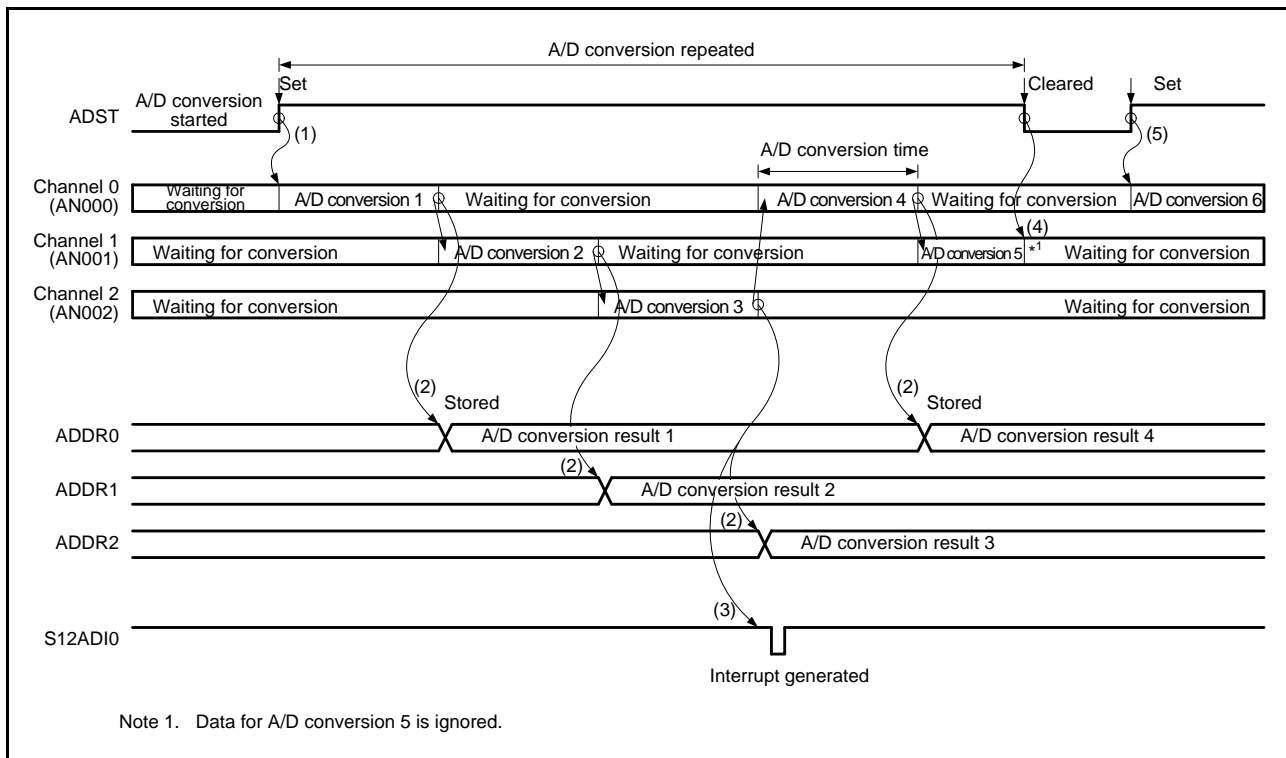 A/D conversion repeated
Set
Cleared
Set
A/D conversion
started
ADST
(1)
(5)
A/D conversion time
Channel 0
(AN000)
Waiting for
conversion
A/D conversion 1
Waiting for conversion
A/D conversion 4
Waiting for conversion
A/D conversion 6
(4)
Channel 1
(AN001)
Waiting for conversion
A/D conversion 2
Waiting for conversion
A/D conversion 5
*1
Waiting for conversion
Channel 2
(AN002)
Waiting for conversion
A/D conversion 3
Waiting for conversion
(2)
Stored
(2)
Stored
ADDR0
A/D conversion result 1
A/D conversion result 4
(2)
ADDR1
A/D conversion result 2
(2)
ADDR2
A/D conversion result 3
(3)
S12ADI0
Interrupt generated
Note 1. Data for A/D conversion 5 is ignored.